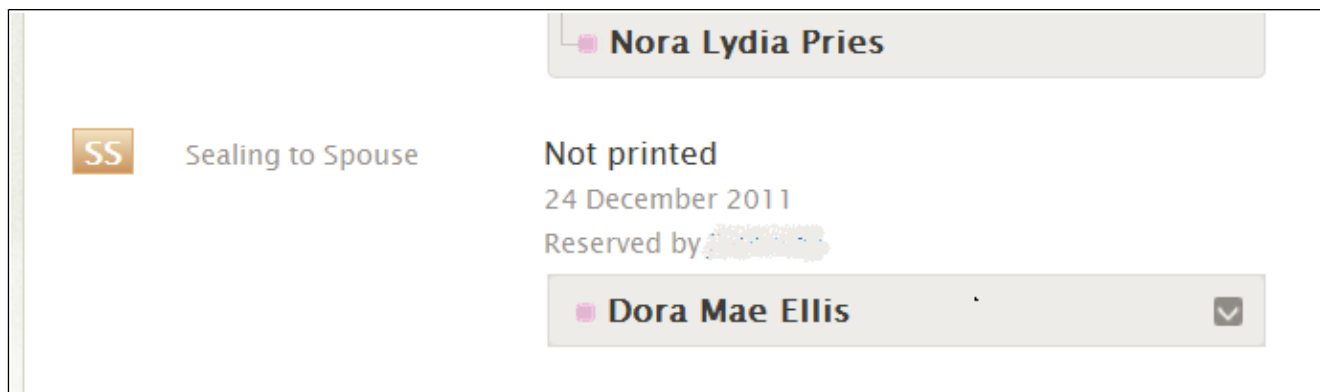 Nora Lydia Pries
SS Sealing to Spouse Not printed
24 December 2011
Reserved by
Dora Mae Ellis